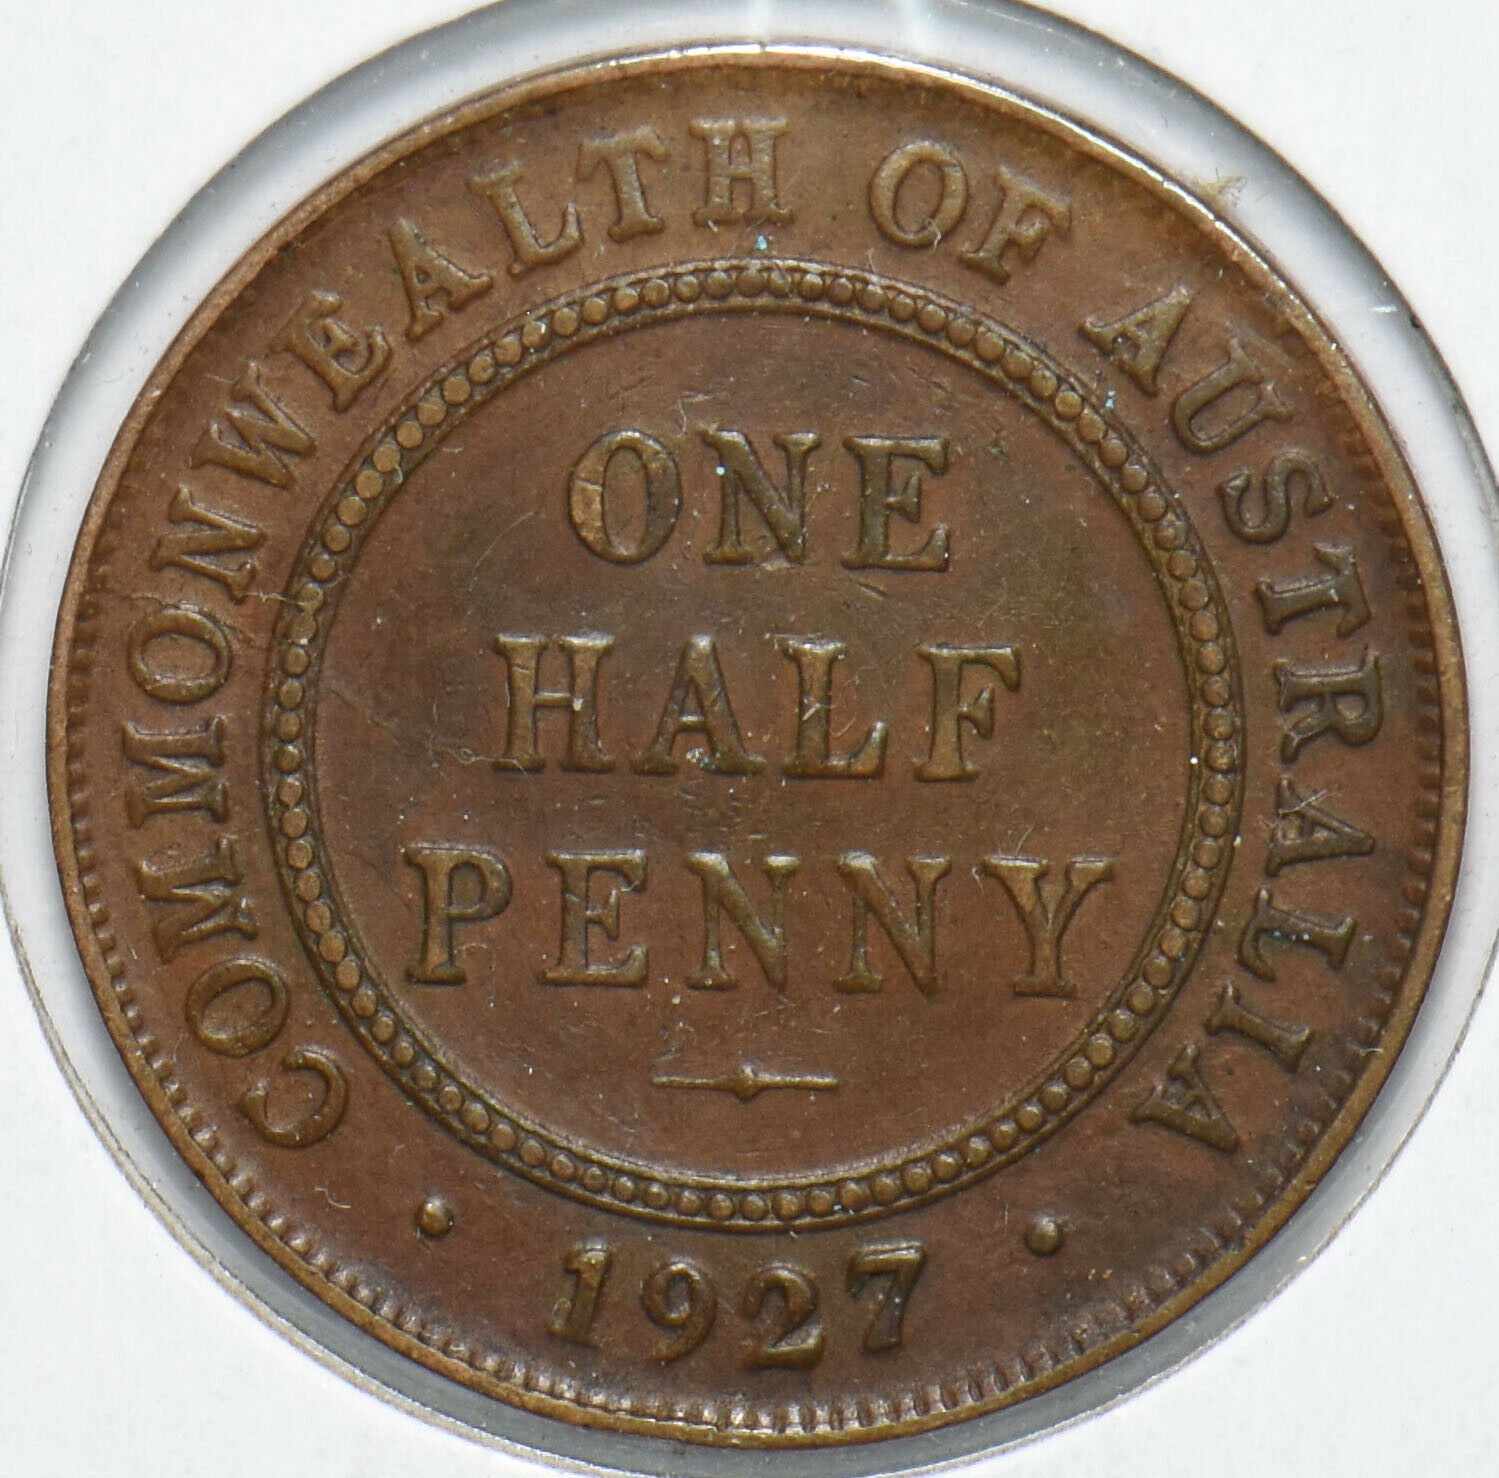 COMMONWEALTH OF AUSTRALIA
ONE
HALF
PENNY
· 1927 ·